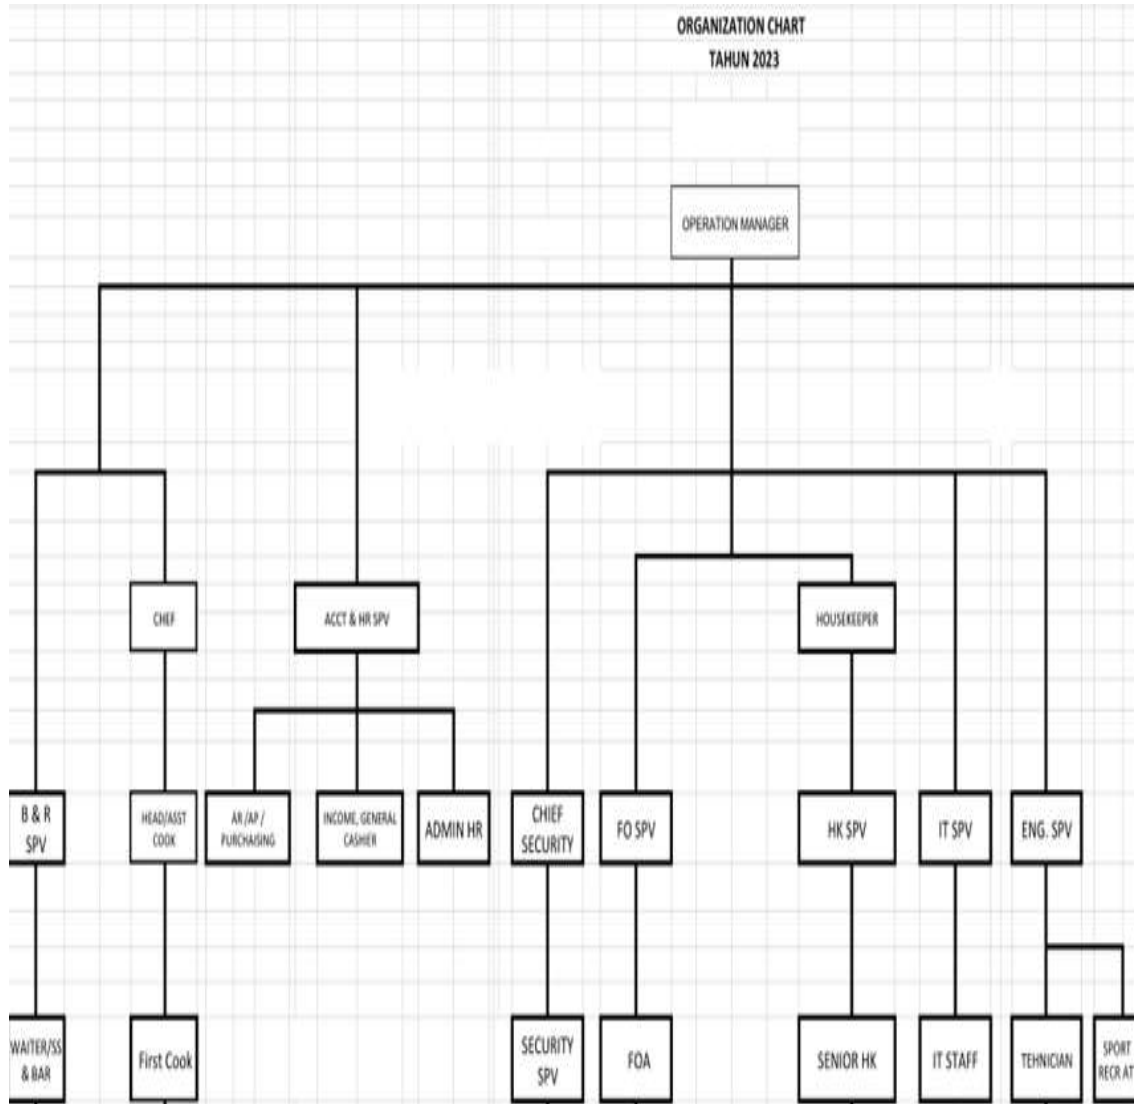 ORGANIZATION CHART
TAHUN 2023
OPERATION MANAGER
CHEF
ACCT & HR SPV
HOUSEKEEPER
B & R
SPV
HEAD/ASST
COOK
AR /AP /
PURCHAISING
INCOME, GENERAL
CASHIER
ADMIN HR
CHIEF
SECURITY
FO SPV
HK SPV
IT SPV
ENG. SPV
WAITER/SS
& BAR
First Cook
SECURITY
SPV
FOA
SENIOR HK
IT STAFF
TEHNICIAN
SPORT
RECR AT